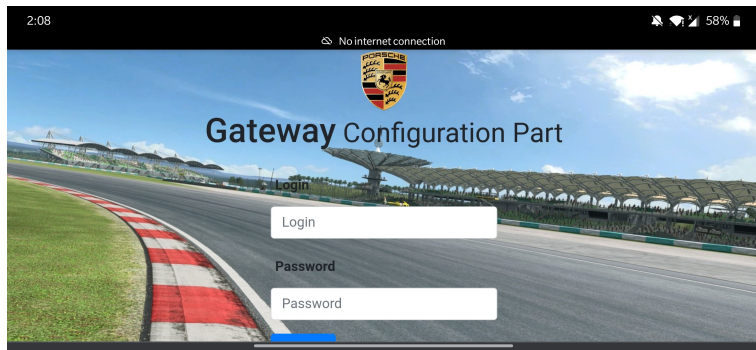 2:08
58%
No internet connection
PORSCHE
Gateway Configuration Part
Login
Login
Password
Password